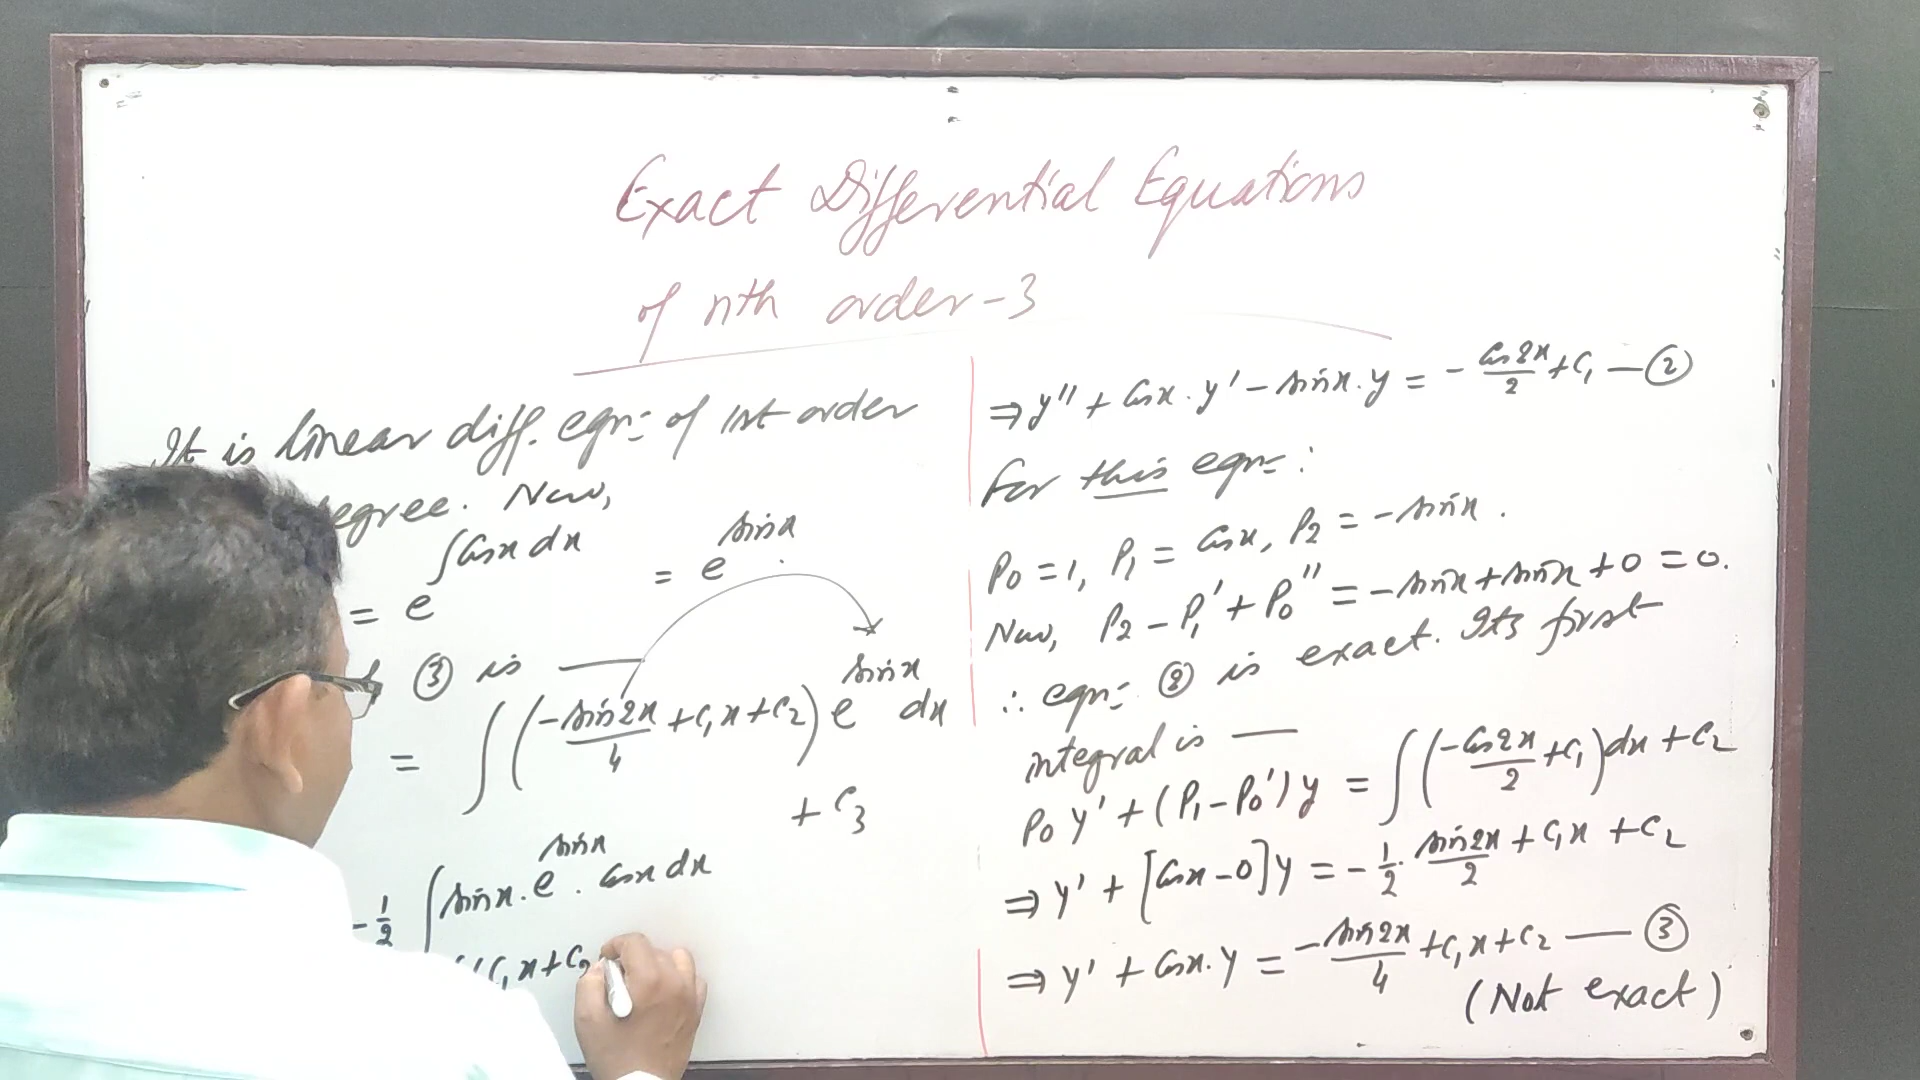 Exact Differential Equations
of nth order-3
It is linear diff. eqn= of 1st order
egree. Now,
= e^{∫cosx dx} = e^{sinx}.
③ is —
= ∫(-sin2x/4 + c₁x + c₂) e^{sinx} dx
+ c₃
-1/2 ∫sinx. e^{sinx}. cosx dx
(c₁x+c₂
⇒ y'' + cosx. y' - sinx. y = - cos2x/2 + c₁ — ②
For this eqn= :
P₀ = 1, P₁ = cosx, P₂ = -sinx.
Now, P₂ - P₁' + P₀'' = -sinx + sinx + 0 = 0.
∴ eqn= ② is exact. Its first
integral is —
P₀ y' + (P₁ - P₀') y = ∫(-cos2x/2 + c₁)dx + c₂
⇒ y' + [cosx - 0]y = - 1/2. sin2x/2 + c₁x + c₂
⇒ y' + cosx. y = -sin2x/4 + c₁x + c₂ — ③
(Not exact)